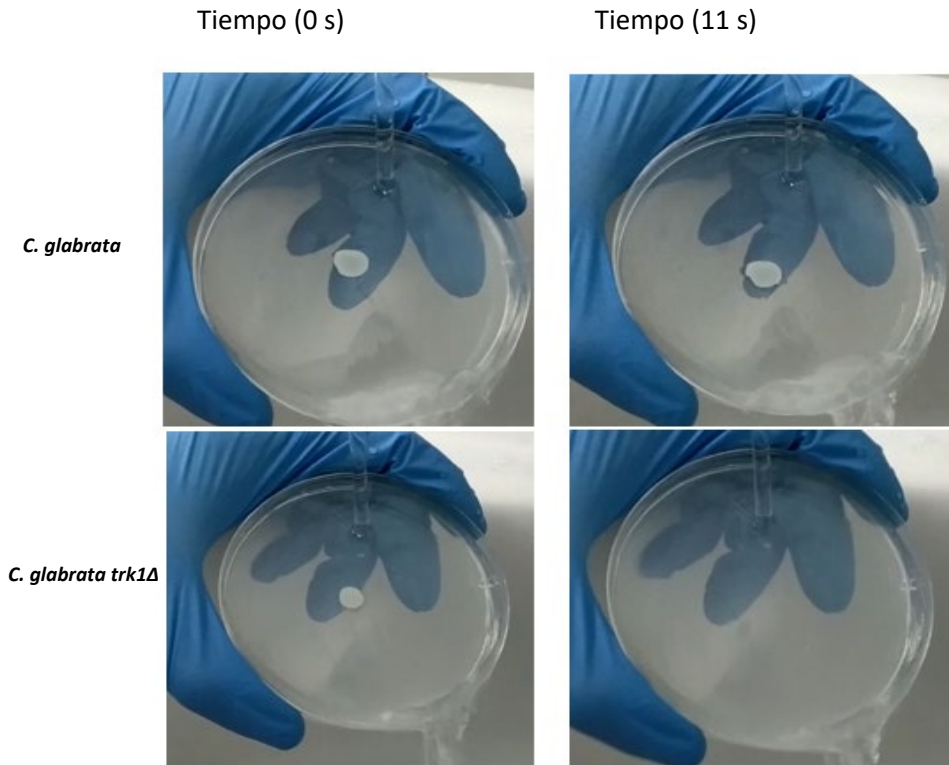 Tiempo (0 s)
Tiempo (11 s)
C. glabrata
C. glabrata trk1Δ